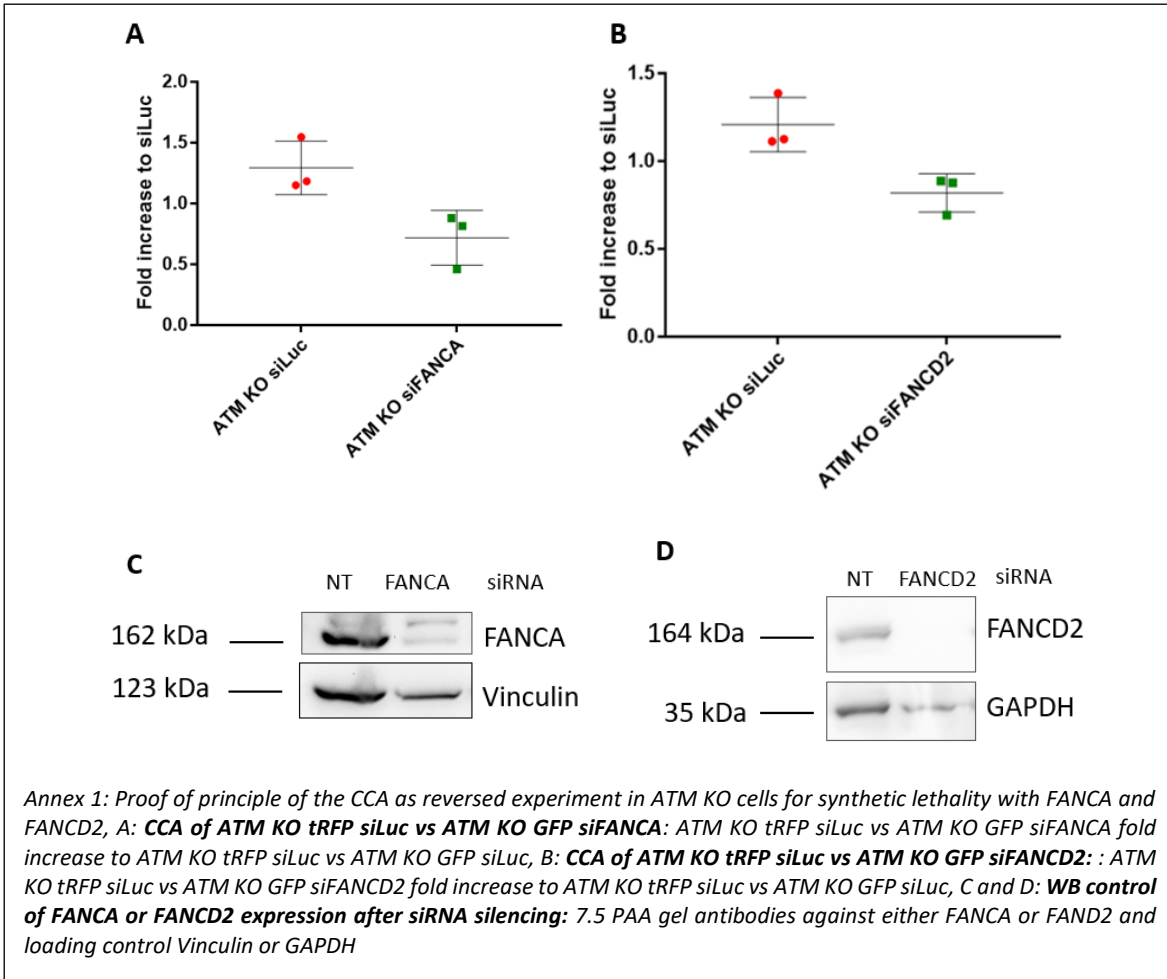 A
Fold increase to siLuc
2.0
1.5
1.0
0.5
0.0
ATM KO siLuc
ATM KO siFANCA
B
Fold increase to siLuc
1.5
1.0
0.5
0.0
ATM KO siLuc
ATM KO siFANCD2
C
NT FANCA siRNA
162 kDa
FANCA
123 kDa
Vinculin
D
NT FANCD2 siRNA
164 kDa
FANCD2
35 kDa
GAPDH
Annex 1: Proof of principle of the CCA as reversed experiment in ATM KO cells for synthetic lethality with FANCA and
FANCD2, A: CCA of ATM KO tRFP siLuc vs ATM KO GFP siFANCA: ATM KO tRFP siLuc vs ATM KO GFP siFANCA fold
increase to ATM KO tRFP siLuc vs ATM KO GFP siLuc, B: CCA of ATM KO tRFP siLuc vs ATM KO GFP siFANCD2: : ATM
KO tRFP siLuc vs ATM KO GFP siFANCD2 fold increase to ATM KO tRFP siLuc vs ATM KO GFP siLuc, C and D: WB control
of FANCA or FANCD2 expression after siRNA silencing: 7.5 PAA gel antibodies against either FANCA or FAND2 and
loading control Vinculin or GAPDH